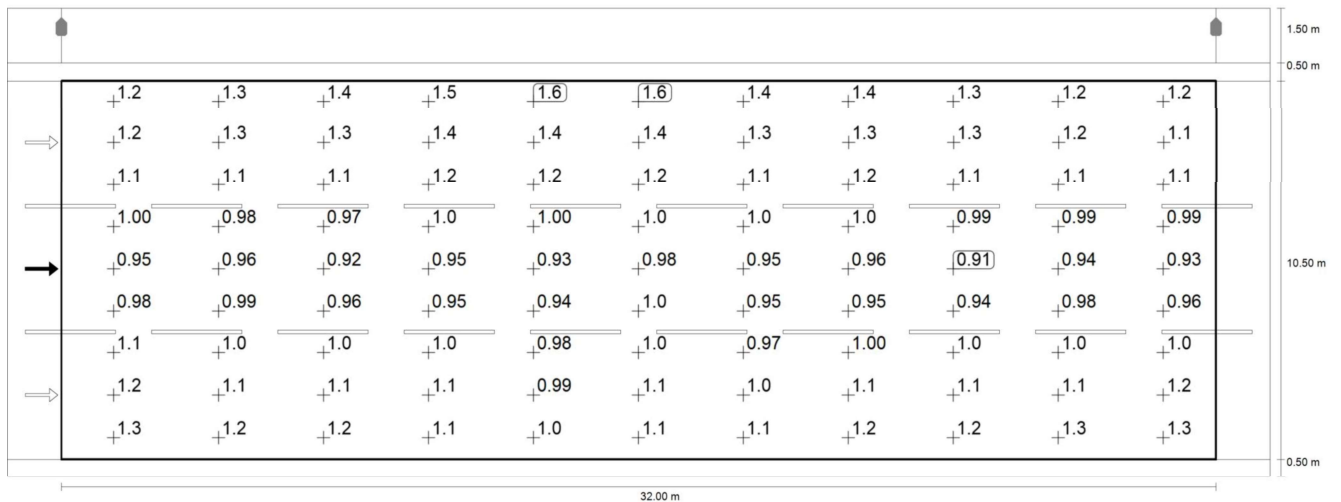 1.50 m
0.50 m
1.2 1.3 1.4 1.5 1.6 1.6 1.4 1.4 1.3 1.2 1.2
1.2 1.3 1.3 1.4 1.4 1.4 1.3 1.3 1.3 1.2 1.1
1.1 1.1 1.1 1.2 1.2 1.2 1.1 1.2 1.1 1.1 1.1
1.00 0.98 0.97 1.0 1.00 1.0 1.0 1.0 0.99 0.99 0.99
0.95 0.96 0.92 0.95 0.93 0.98 0.95 0.96 0.91 0.94 0.93
10.50 m
0.98 0.99 0.96 0.95 0.94 1.0 0.95 0.95 0.94 0.98 0.96
1.1 1.0 1.0 1.0 0.98 1.0 0.97 1.00 1.0 1.0 1.0
1.2 1.1 1.1 1.1 0.99 1.1 1.0 1.1 1.1 1.1 1.2
1.3 1.2 1.2 1.1 1.0 1.1 1.1 1.2 1.2 1.3 1.3
0.50 m
32.00 m